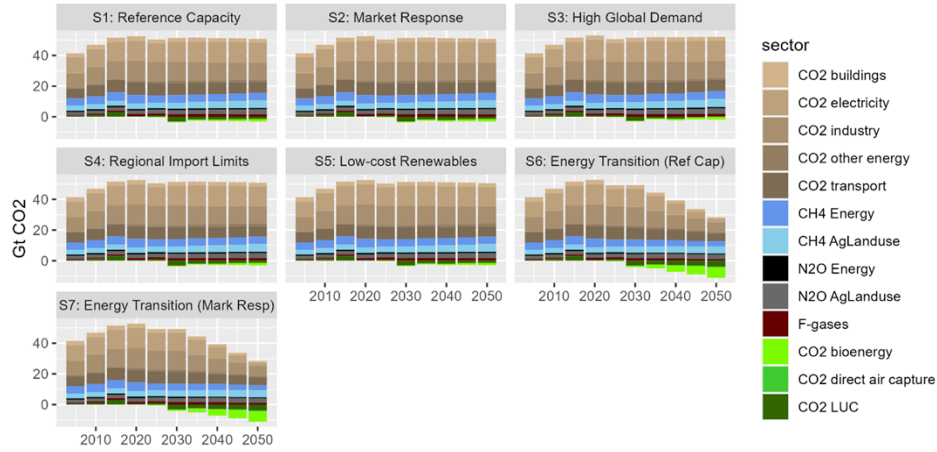 S1: Reference Capacity
S2: Market Response
S3: High Global Demand
40
20
0
S4: Regional Import Limits
S5: Low-cost Renewables
S6: Energy Transition (Ref Cap)
Gt CO2
40
20
0
2010 2020 2030 2040 2050
2010 2020 2030 2040 2050
S7: Energy Transition (Mark Resp)
40
20
0
2010 2020 2030 2040 2050
sector
CO2 buildings
CO2 electricity
CO2 industry
CO2 other energy
CO2 transport
CH4 Energy
CH4 AgLanduse
N2O Energy
N2O AgLanduse
F-gases
CO2 bioenergy
CO2 direct air capture
CO2 LUC